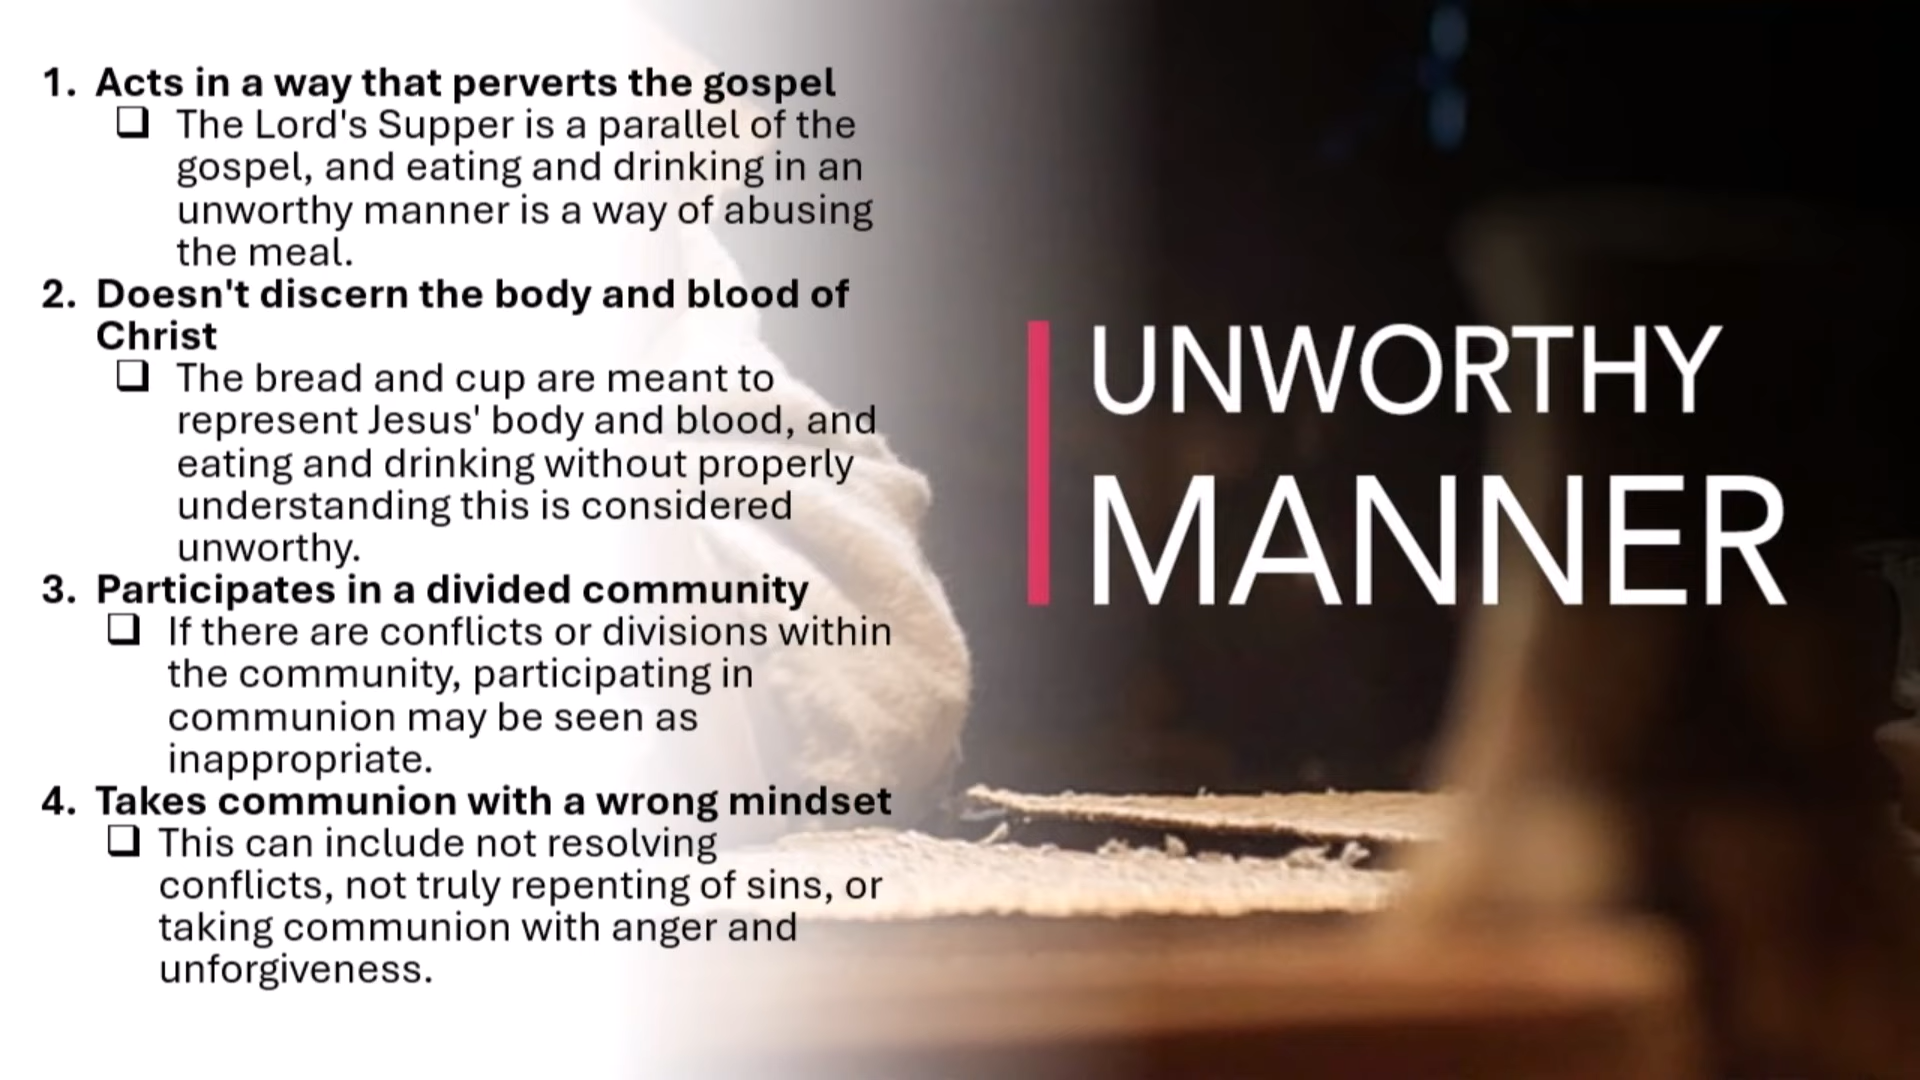 1. Acts in a way that perverts the gospel
❑ The Lord's Supper is a parallel of the
gospel, and eating and drinking in an
unworthy manner is a way of abusing
the meal.
2. Doesn't discern the body and blood of
Christ
❑ The bread and cup are meant to
represent Jesus' body and blood, and
eating and drinking without properly
understanding this is considered
unworthy.
3. Participates in a divided community
❑ If there are conflicts or divisions within
the community, participating in
communion may be seen as
inappropriate.
4. Takes communion with a wrong mindset
❑ This can include not resolving
conflicts, not truly repenting of sins, or
taking communion with anger and
unforgiveness.
UNWORTHY
MANNER